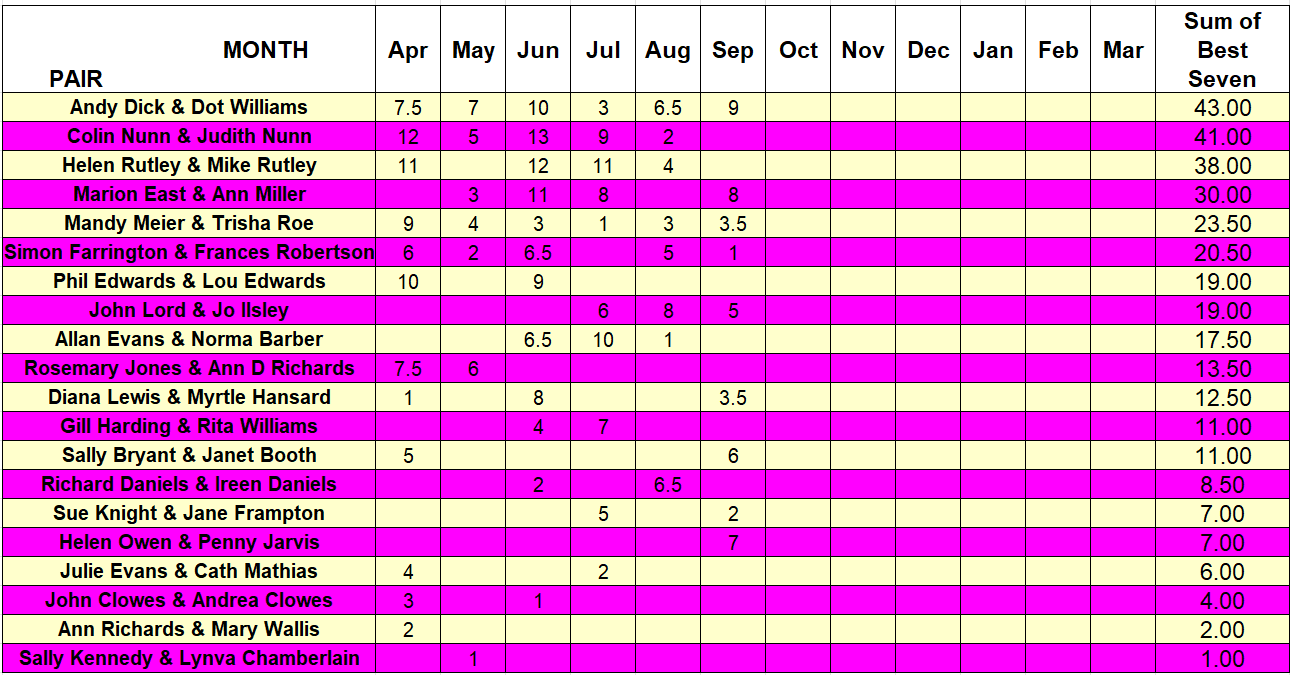 MONTH
PAIR
Apr May Jun Jul Aug Sep Oct Nov Dec Jan Feb Mar Sum of Best Seven
Andy Dick & Dot Williams 7.5 7 10 3 6.5 9 43.00
Colin Nunn & Judith Nunn 12 5 13 9 2 41.00
Helen Rutley & Mike Rutley 11 12 11 4 38.00
Marion East & Ann Miller 3 11 8 8 30.00
Mandy Meier & Trisha Roe 9 4 3 1 3 3.5 23.50
Simon Farrington & Frances Robertson 6 2 6.5 5 1 20.50
Phil Edwards & Lou Edwards 10 9 19.00
John Lord & Jo Ilsley 6 8 5 19.00
Allan Evans & Norma Barber 6.5 10 1 17.50
Rosemary Jones & Ann D Richards 7.5 6 13.50
Diana Lewis & Myrtle Hansard 1 8 3.5 12.50
Gill Harding & Rita Williams 4 7 11.00
Sally Bryant & Janet Booth 5 6 11.00
Richard Daniels & Ireen Daniels 2 6.5 8.50
Sue Knight & Jane Frampton 5 2 7.00
Helen Owen & Penny Jarvis 7 7.00
Julie Evans & Cath Mathias 4 2 6.00
John Clowes & Andrea Clowes 3 1 4.00
Ann Richards & Mary Wallis 2 2.00
Sally Kennedy & Lynva Chamberlain 1 1.00